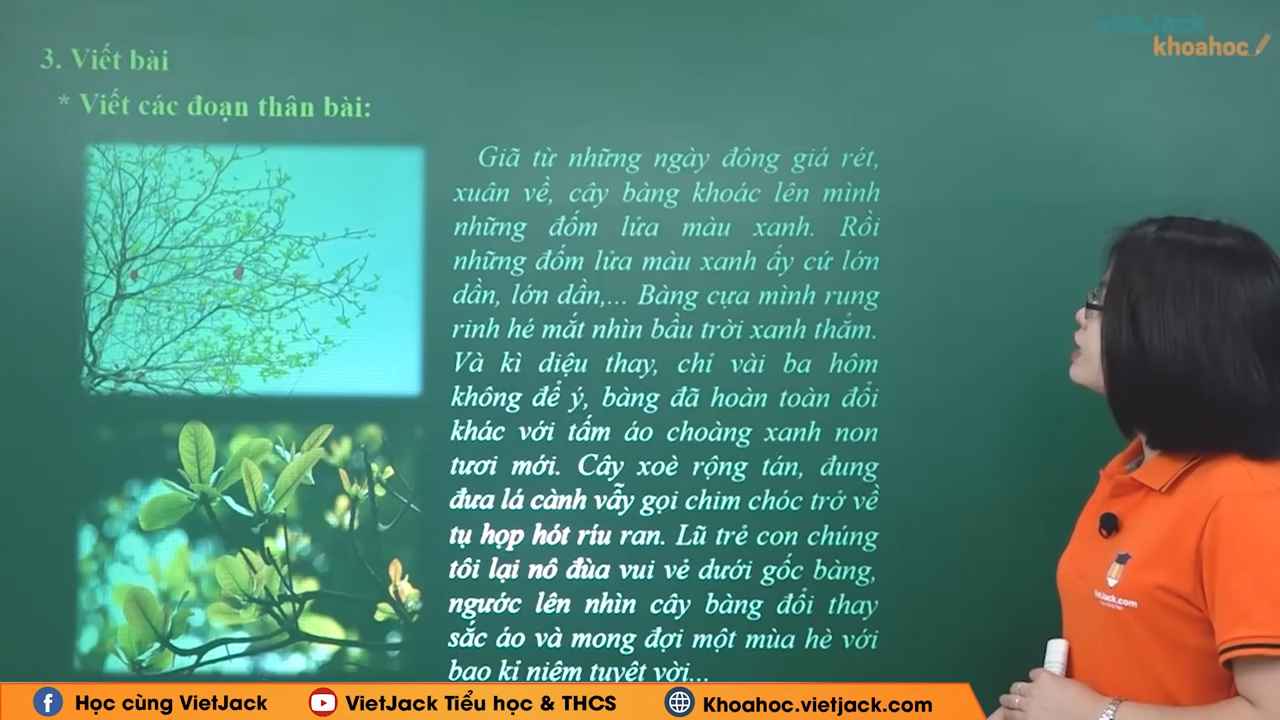 vietJack
khoahoc
3. Viết bài
* Viết các đoạn thân bài:
Giã từ những ngày đông giá rét,
xuân về, cây bàng khoác lên mình
những đốm lửa màu xanh. Rồi
những đốm lửa màu xanh ấy cứ lớn
dần, lớn dần,... Bàng cựa mình rung
rinh hé mắt nhìn bầu trời xanh thẳm.
Và kì diệu thay, chỉ vài ba hôm
không để ý, bàng đã hoàn toàn đổi
khác với tấm áo choàng xanh non
tươi mới. Cây xoè rộng tán, đung
đưa lá cành vẫy gọi chim chóc trở về
tụ họp hót ríu ran. Lũ trẻ con chúng
tôi lại nô đùa vui vẻ dưới gốc bàng,
ngước lên nhìn cây bàng đổi thay
sắc áo và mong đợi một mùa hè với
bao kỉ niệm tuyệt vời...
VietJack.com
Học cùng VietJack
VietJack Tiểu học & THCS
Khoahoc.vietjack.com